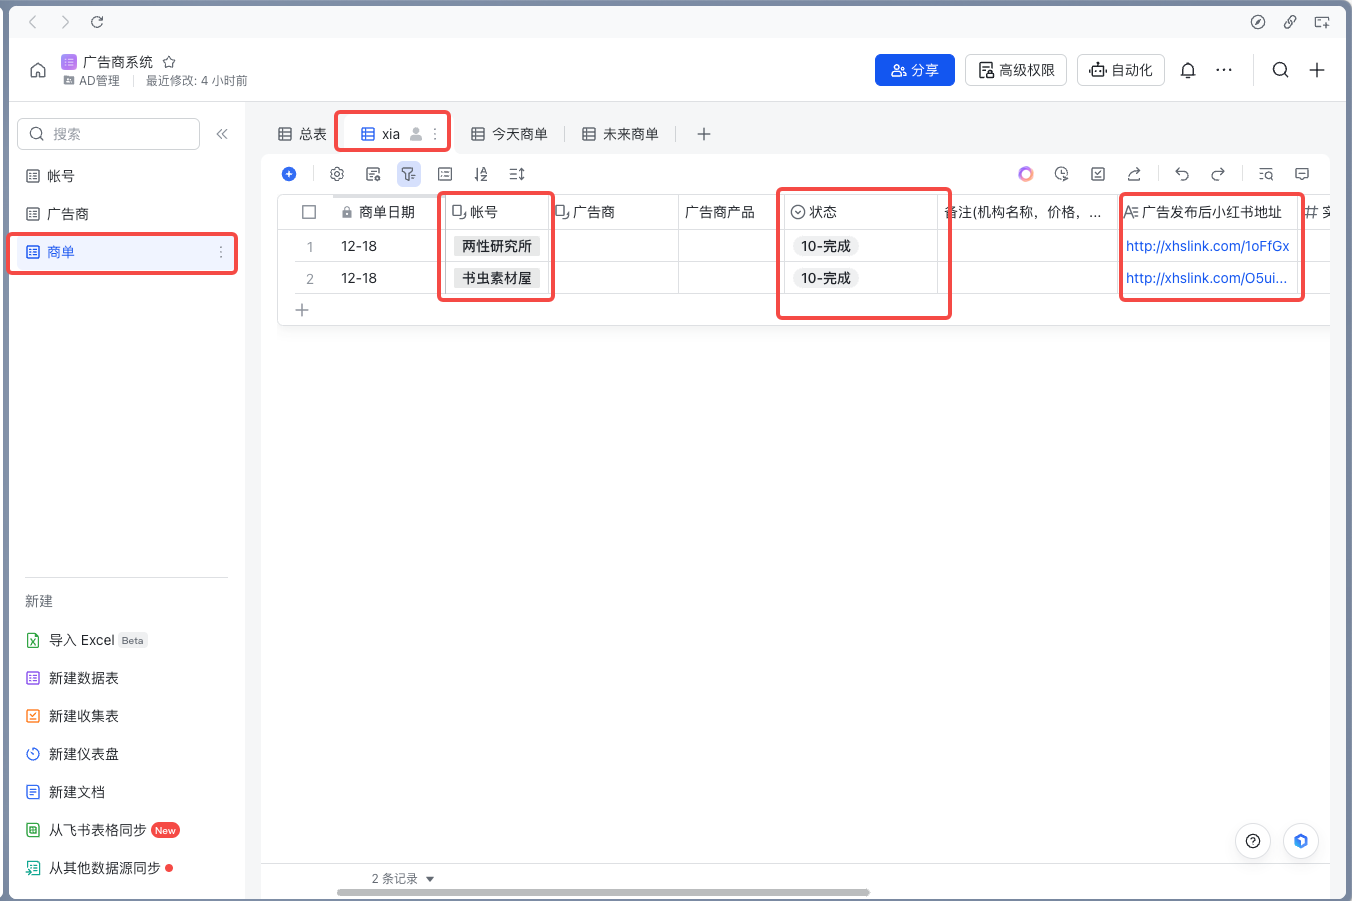 广告商系统
AD管理 最近修改: 4 小时前
分享
高级权限
自动化
搜索
帐号
广告商
商单
总表
xia
今天商单
未来商单
商单日期 帐号 广告商 广告商产品 状态 备注(机构名称，价格，... 广告发布后小红书地址
1 12-18 两性研究所 10-完成 http://xhslink.com/1oFfGx
2 12-18 书虫素材屋 10-完成 http://xhslink.com/O5ui...
新建
导入 Excel Beta
新建数据表
新建收集表
新建仪表盘
新建文档
从飞书表格同步 New
从其他数据源同步
2 条记录